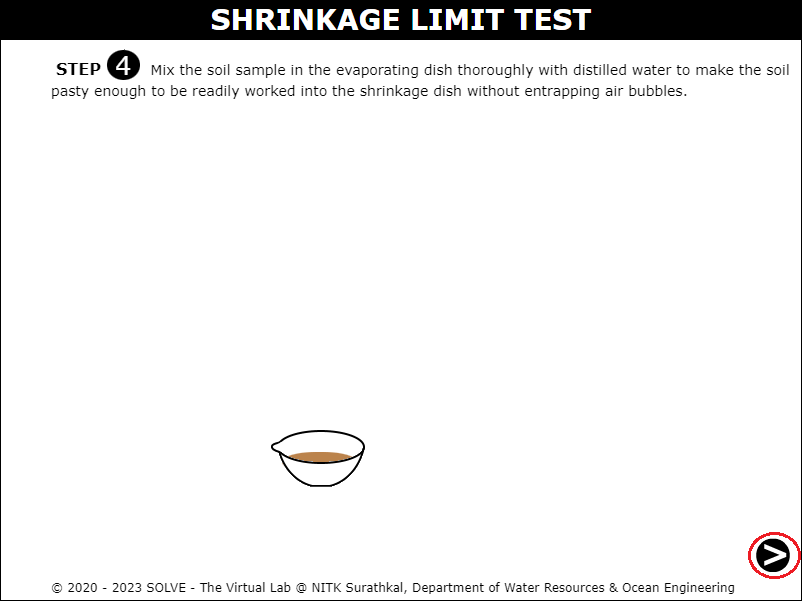 SHRINKAGE LIMIT TEST
STEP 4 Mix the soil sample in the evaporating dish thoroughly with distilled water to make the soil
pasty enough to be readily worked into the shrinkage dish without entrapping air bubbles.
>
© 2020 - 2023 SOLVE - The Virtual Lab @ NITK Surathkal, Department of Water Resources & Ocean Engineering